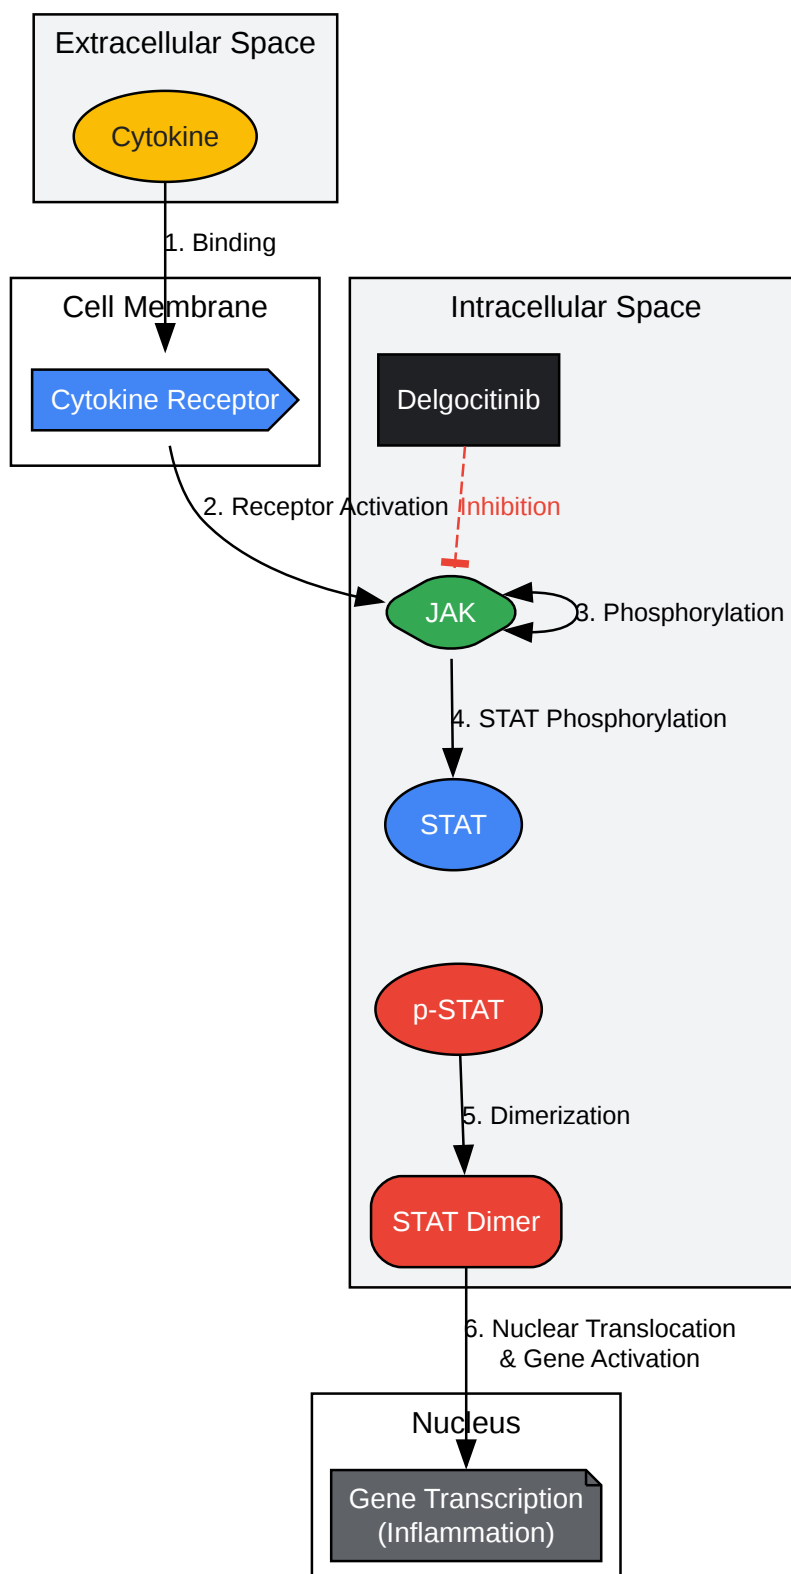 Extracellular Space
Cytokine
1. Binding
Cell Membrane
Cytokine Receptor
Intracellular Space
Delgocitinib
2. Receptor Activation
Inhibition
JAK
3. Phosphorylation
4. STAT Phosphorylation
STAT
p-STAT
5. Dimerization
STAT Dimer
6. Nuclear Translocation
& Gene Activation
Nucleus
Gene Transcription
(Inflammation)